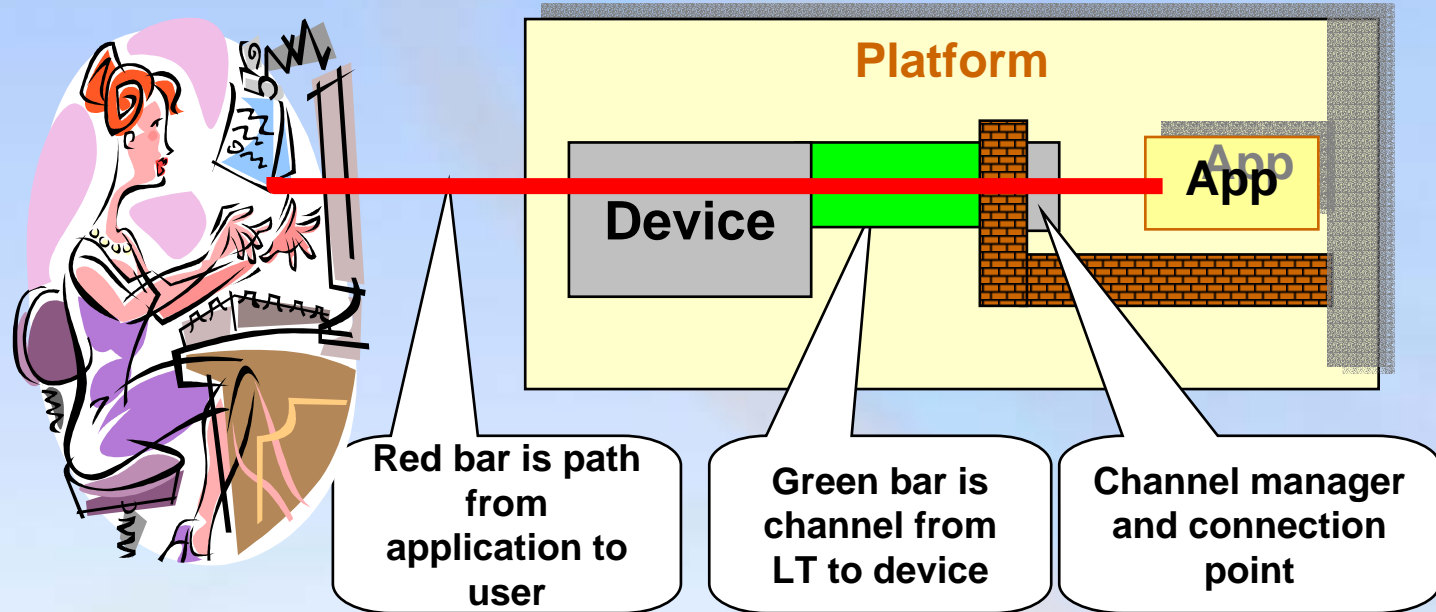 Platform
App
App
Device
Red bar is path
from
application to
user
Green bar is
channel from
LT to device
Channel manager
and connection
point